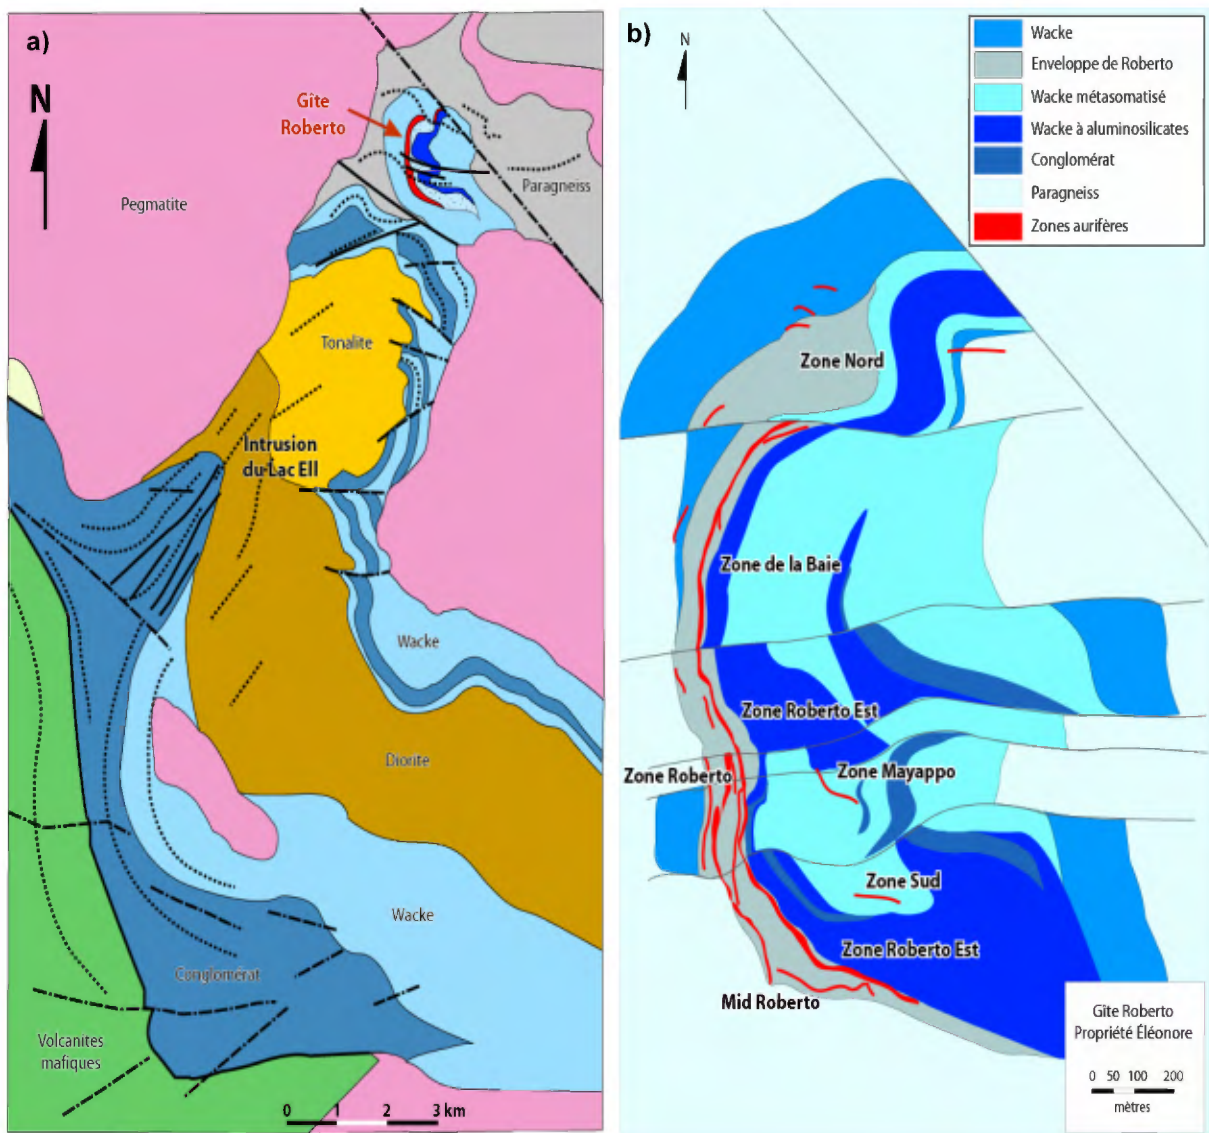 a)
N
Gîte
Roberto
Paragneiss
Pegmatite
Tonalite
Intrusion
du Lac Ell
Wacke
Diorite
Wacke
Conglomérat
Volcanites
mafiques
0 1 2 3 km
b)
N
Wacke
Enveloppe de Roberto
Wacke métasomatisé
Wacke à aluminosilicates
Conglomérat
Paragneiss
Zones aurifères
Zone Nord
Zone de la Baie
Zone Roberto Est
Zone Roberto
Zone Mayappo
Zone Sud
Zone Roberto Est
Mid Roberto
Gîte Roberto
Propriété Éléonore
0 50 100 200
mètres